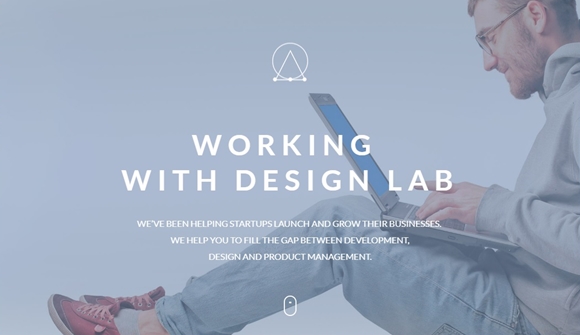 WORKING
WITH DESIGN LAB
WE'VE BEEN HELPING STARTUPS LAUNCH AND GROW THEIR BUSINESSES.
WE HELP YOU TO FILL THE GAP BETWEEN DEVELOPMENT,
DESIGN AND PRODUCT MANAGEMENT.